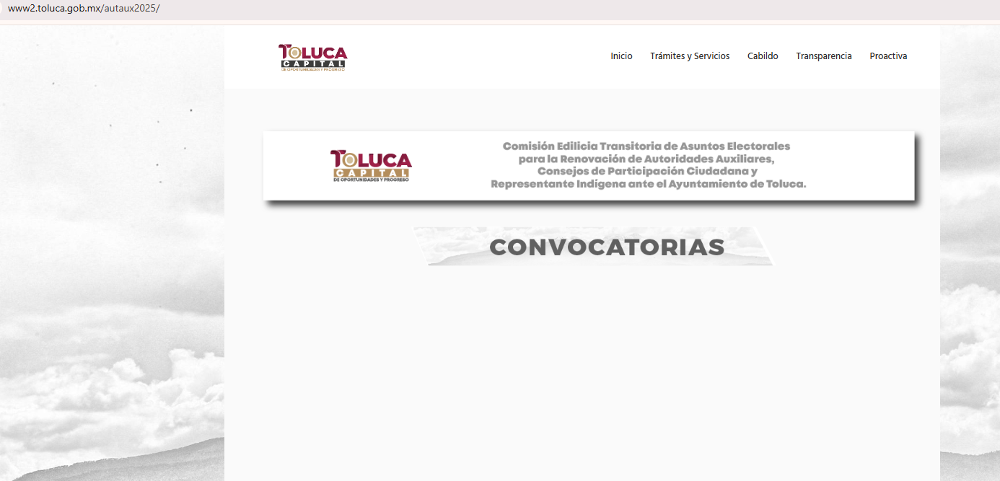 www2.toluca.gob.mx/autaux2025/
TOLUCA
CAPITAL
DE OPORTUNIDADES Y PROGRESO
Inicio Trámites y Servicios Cabildo Transparencia Proactiva
TOLUCA
CAPITAL
DE OPORTUNIDADES Y PROGRESO
Comisión Edilicia Transitoria de Asuntos Electorales
para la Renovación de Autoridades Auxiliares,
Consejos de Participación Ciudadana y
Representante Indígena ante el Ayuntamiento de Toluca.
CONVOCATORIAS